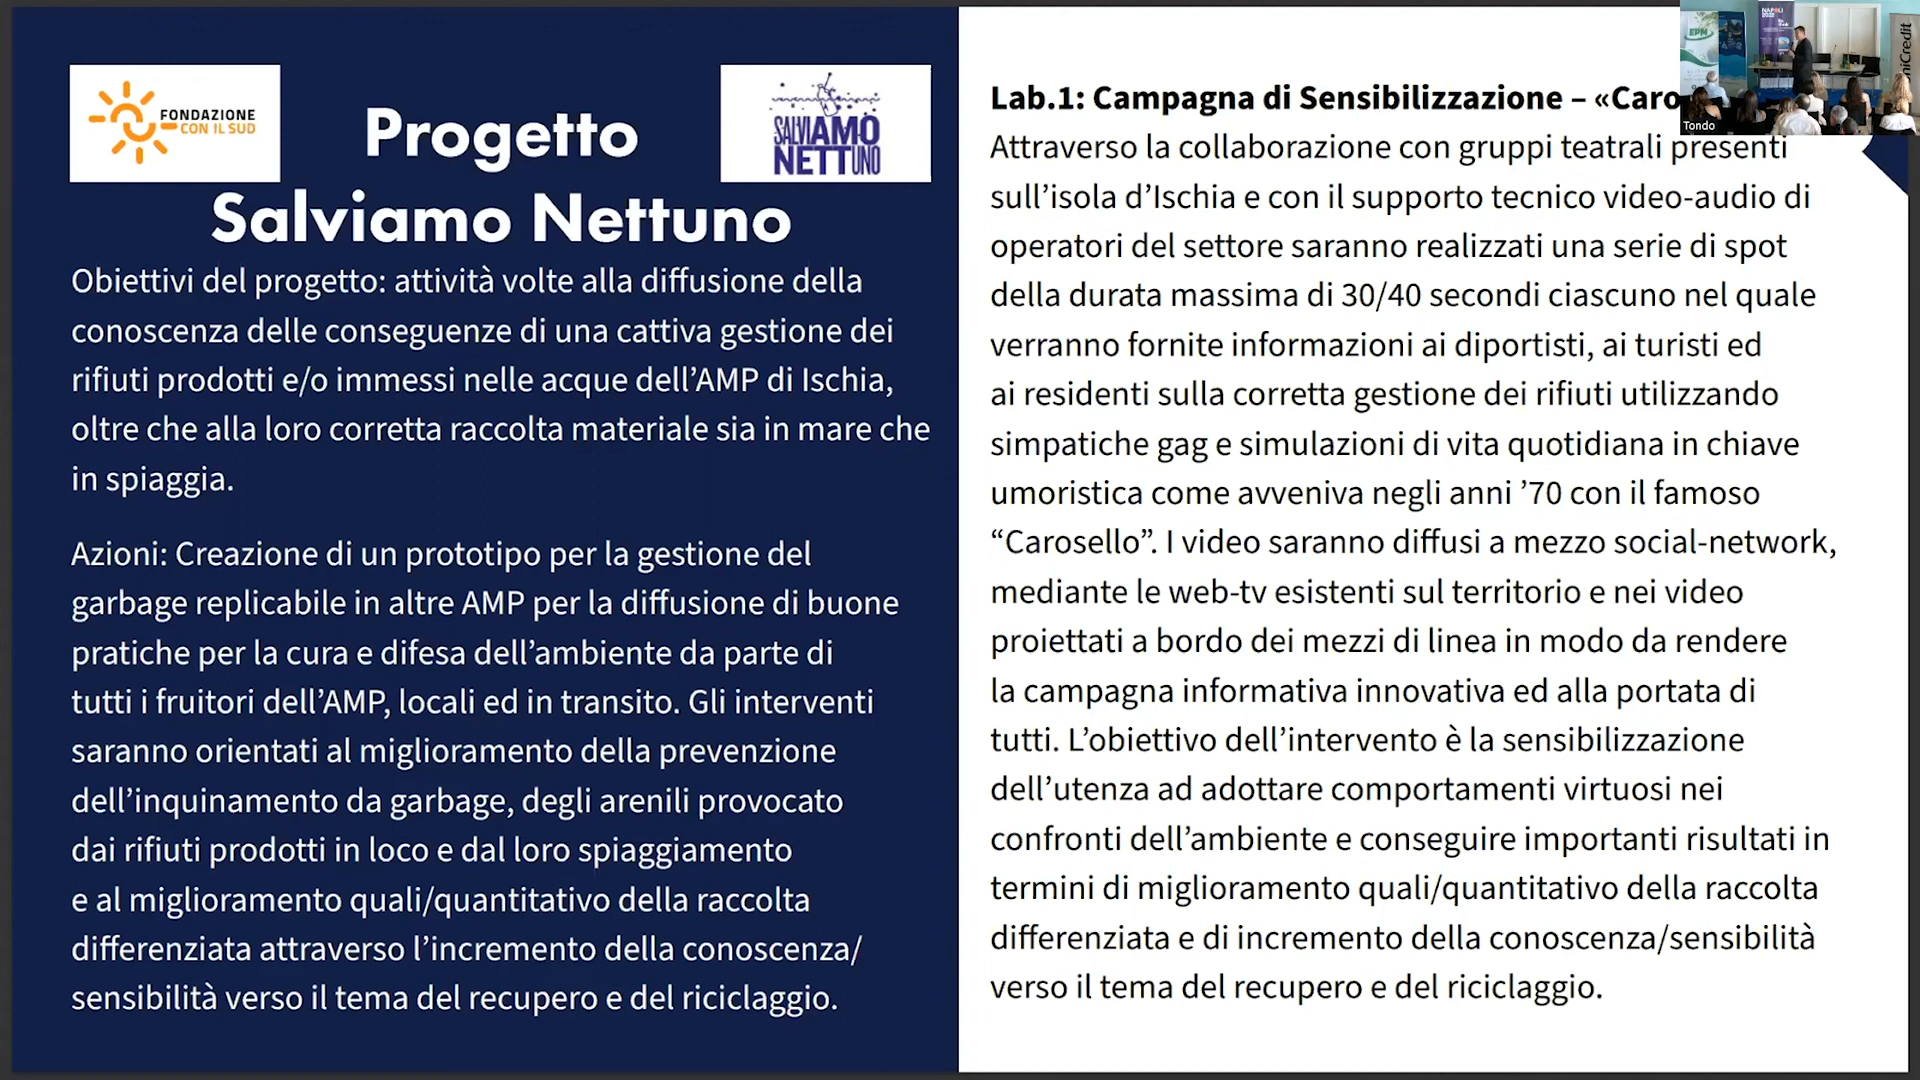 FONDAZIONE
CON IL SUD
Progetto
Salviamo Nettuno
SALVIAMO
NETTUNO
Obiettivi del progetto: attività volte alla diffusione della
conoscenza delle conseguenze di una cattiva gestione dei
rifiuti prodotti e/o immessi nelle acque dell’AMP di Ischia,
oltre che alla loro corretta raccolta materiale sia in mare che
in spiaggia.
Azioni: Creazione di un prototipo per la gestione del
garbage replicabile in altre AMP per la diffusione di buone
pratiche per la cura e difesa dell’ambiente da parte di
tutti i fruitori dell’AMP, locali ed in transito. Gli interventi
saranno orientati al miglioramento della prevenzione
dell’inquinamento da garbage, degli arenili provocato
dai rifiuti prodotti in loco e dal loro spiaggiamento
e al miglioramento quali/quantitativo della raccolta
differenziata attraverso l’incremento della conoscenza/
sensibilità verso il tema del recupero e del riciclaggio.
Lab.1: Campagna di Sensibilizzazione – «Caro
Attraverso la collaborazione con gruppi teatrali presenti
sull’isola d’Ischia e con il supporto tecnico video-audio di
operatori del settore saranno realizzati una serie di spot
della durata massima di 30/40 secondi ciascuno nel quale
verranno fornite informazioni ai diportisti, ai turisti ed
ai residenti sulla corretta gestione dei rifiuti utilizzando
simpatiche gag e simulazioni di vita quotidiana in chiave
umoristica come avveniva negli anni ’70 con il famoso
“Carosello”. I video saranno diffusi a mezzo social-network,
mediante le web-tv esistenti sul territorio e nei video
proiettati a bordo dei mezzi di linea in modo da rendere
la campagna informativa innovativa ed alla portata di
tutti. L’obiettivo dell’intervento è la sensibilizzazione
dell’utenza ad adottare comportamenti virtuosi nei
confronti dell’ambiente e conseguire importanti risultati in
termini di miglioramento quali/quantitativo della raccolta
differenziata e di incremento della conoscenza/sensibilità
verso il tema del recupero e del riciclaggio.
EPM
NAPOLI
niCredit
Tondo